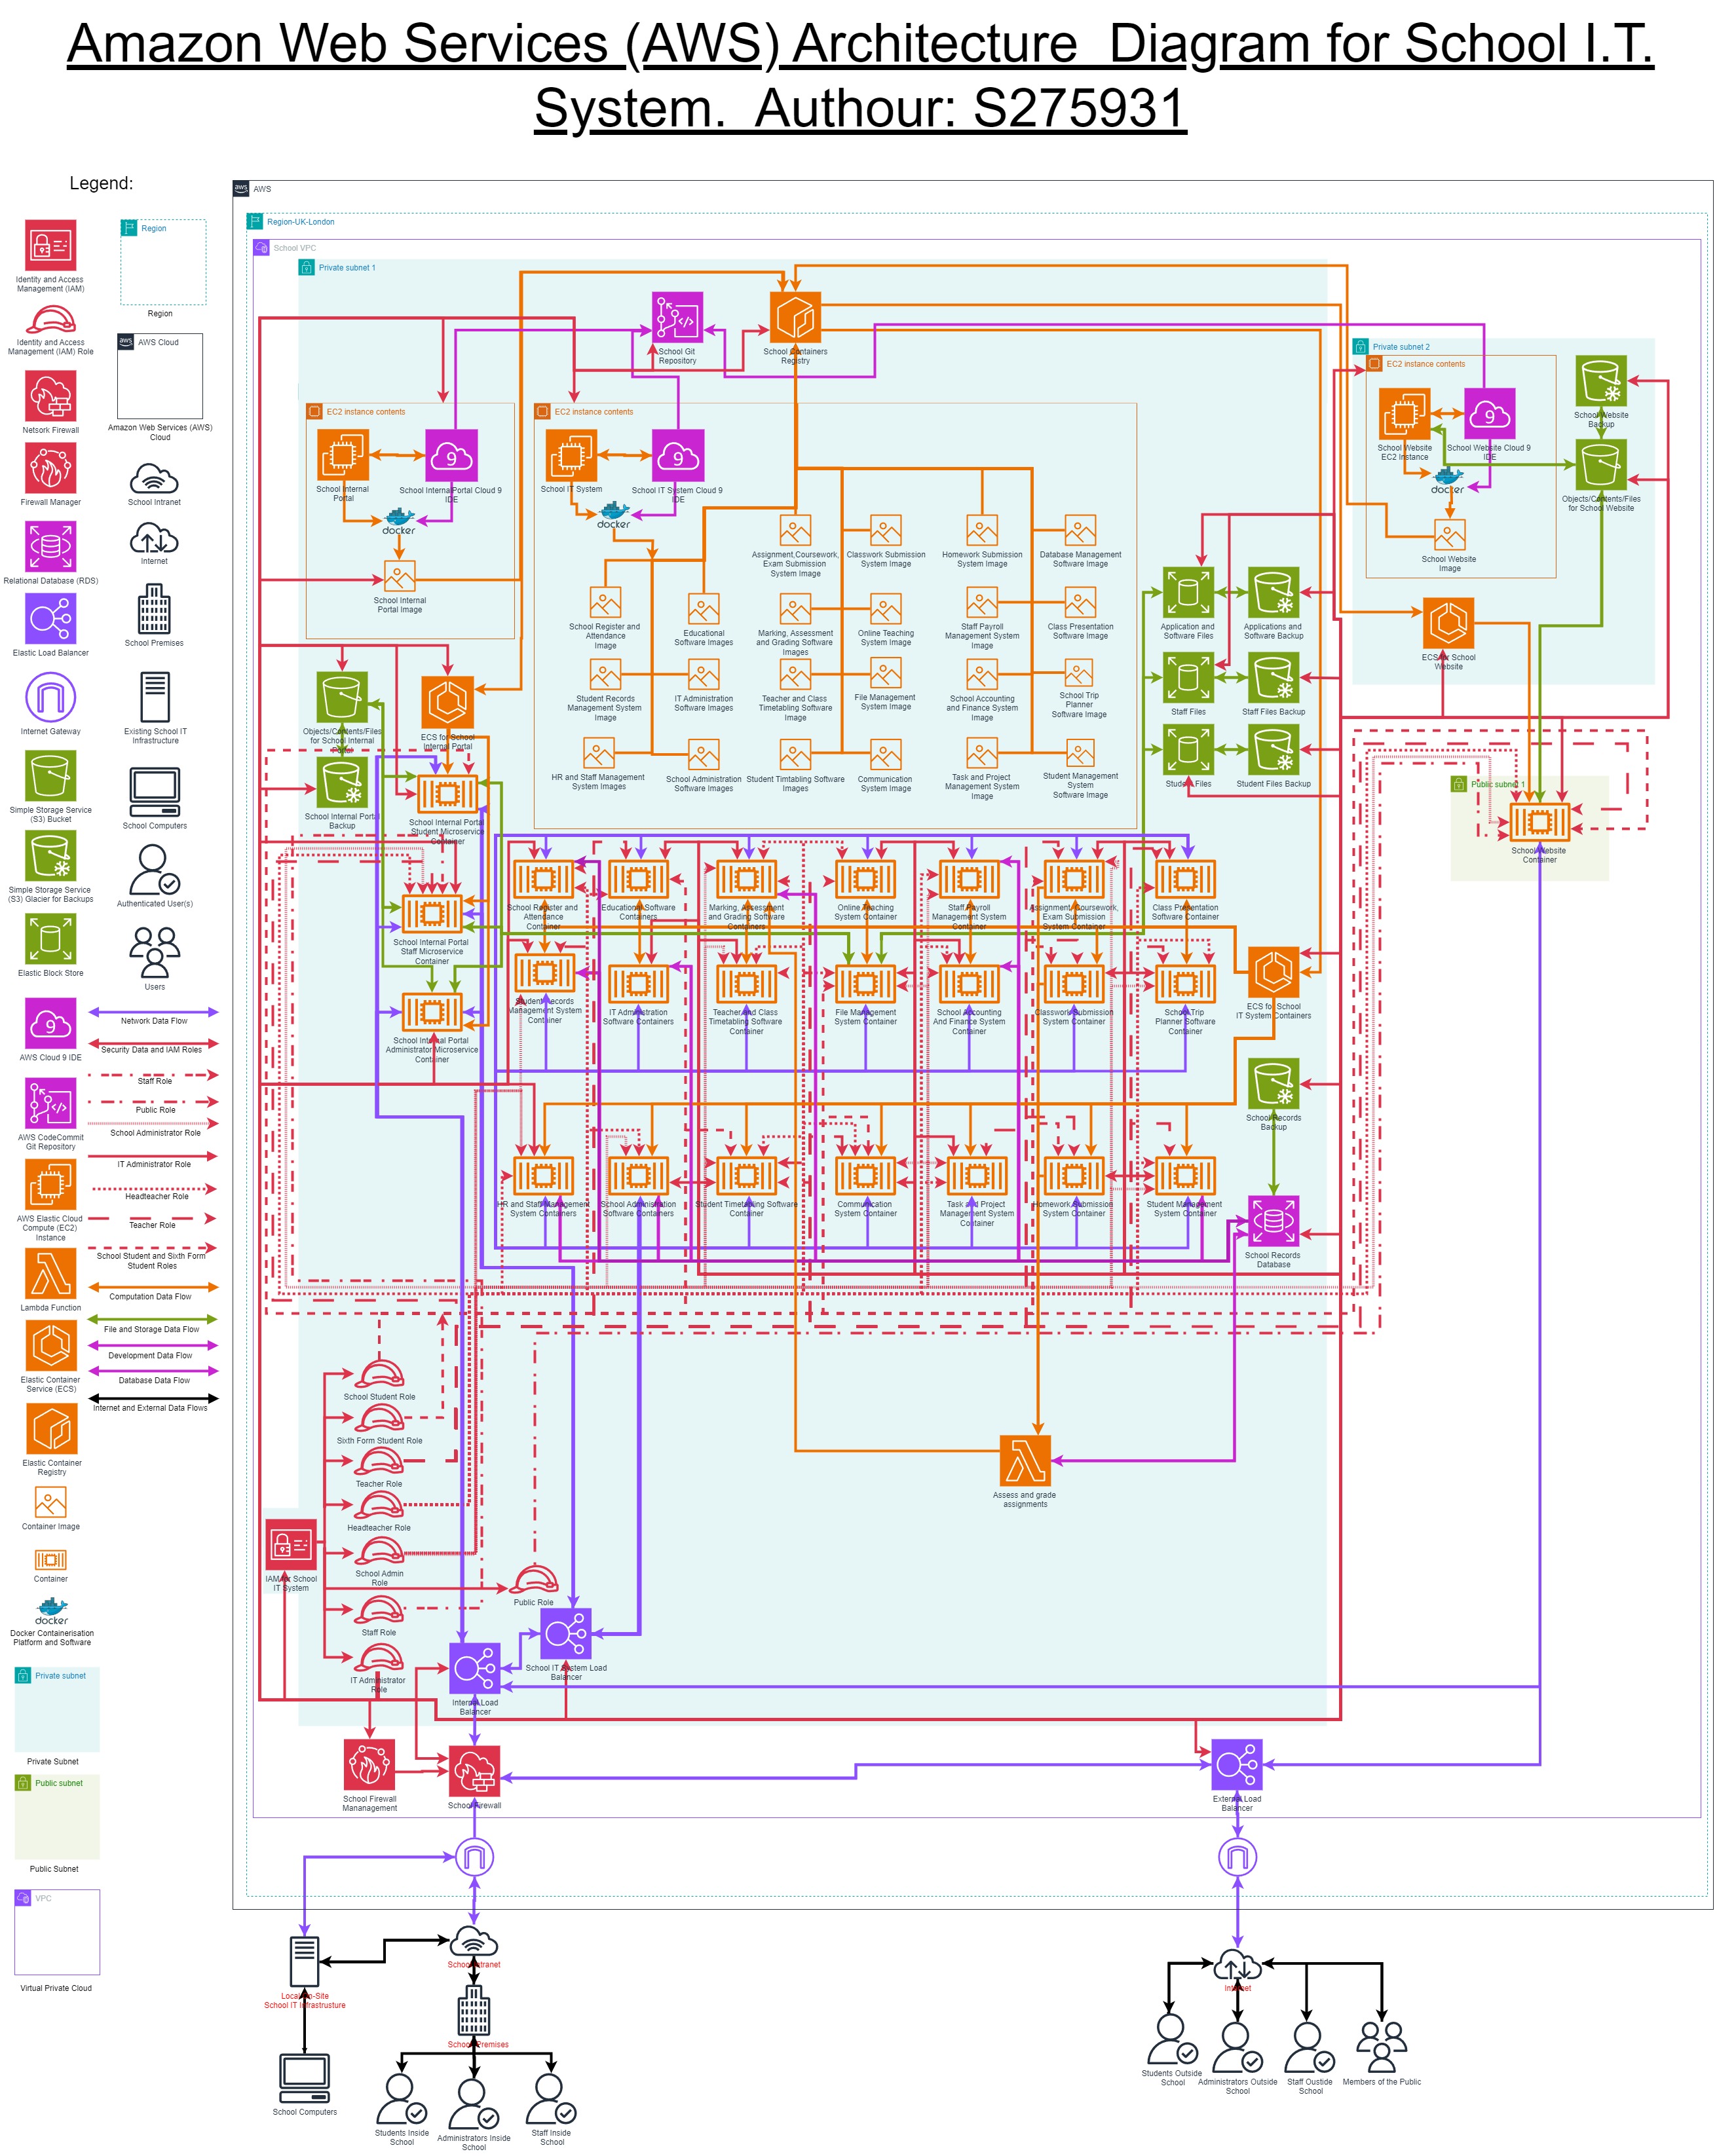 Amazon Web Services (AWS) Architecture  Diagram for School I.T.
System.  Authour: S275931
Legend:
Identity and Access
Management (IAM)
Region
Region
Identity and Access
Management (IAM) Role
aws
AWS Cloud
Amazon Web Services (AWS)
Cloud
Netsork Firewall
Firewall Manager
School Intranet
Relational Database (RDS)
Internet
Elastic Load Balancer
School Premises
Internet Gateway
Existing School IT
Infrastructure
Simple Storage Service
(S3) Bucket
School Computers
Simple Storage Service
(S3) Glacier for Backups
Authenticated User(s)
Elastic Block Store
Users
9
AWS Cloud 9 IDE
Network Data Flow
Security Data and IAM Roles
Staff Role
Public Role
AWS CodeCommit
Git Repository
School Administrator Role
IT Administrator Role
Headteacher Role
AWS Elastic Cloud
Compute (EC2)
Instance
Teacher Role
School Student and Sixth Form
Student Roles
Lambda Function
Computation Data Flow
File and Storage Data Flow
Elastic Container
Service (ECS)
Development Data Flow
Database Data Flow
Internet and External Data Flows
Elastic Container
Registry
Container Image
Container
docker
Docker Containerisation
Platform and Software
Private subnet
Private Subnet
Public subnet
Public Subnet
VPC
Virtual Private Cloud
aws
AWS
Region-UK-London
School VPC
Private subnet 1
School Git
Repository
School Containers
Registry
EC2 instance contents
School Internal
Portal
9
School Internal Portal Cloud 9
IDE
docker
School Internal
Portal Image
EC2 instance contents
School IT System
9
School IT System Cloud 9
IDE
docker
Assignment,Coursework,
Exam Submission
System Image
Classwork Submission
System Image
Homework Submission
System Image
Database Management
Software Image
School Register and
Attendance
Image
Educational
Software Images
Marking, Assessment
and Grading Software
Images
Online Teaching
System Image
Staff Payroll
Management System
Image
Class Presentation
Software Image
Student Records
Management System
Image
IT Administration
Software Images
Teacher and Class
Timetabling Software
Image
File Management
System Image
School Accounting
and Finance System
Image
School Trip
Planner
Software Image
HR and Staff Management
System Images
School Administration
Software Images
Student Timtabling Software
Images
Communication
System Image
Task and Project
Management System
Image
Student Management
System
Software Image
Private subnet 2
EC2 instance contents
School Website
EC2 Instance
9
School Website Cloud 9
IDE
docker
School Website
Image
School Website
Backup
Objects/Contents/Files
for School Website
ECS for School
Website
Application and
Software Files
Applications and
Software Backup
Staff Files
Staff Files Backup
Student Files
Student Files Backup
Public subnet 1
School Website
Container
Objects/Contents/Files
for School Internal
Portal
ECS for School
Internal Portal
School Internal Portal
Backup
School Internal Portal
Student Microservice
Container
School Internal Portal
Staff Microservice
Container
School Internal Portal
Administrator Microservice
Container
School Register and
Attendance
Container
Educational Software
Containers
Marking, Assessment
and Grading Software
Containers
Online Teaching
System Container
Staff Payroll
Management System
Container
Assignment, Coursework,
Exam Submission
System Container
Class Presentation
Software Container
Student Records
Management System
Container
IT Administration
Software Containers
Teacher and Class
Timetabling Software
Container
File Management
System Container
School Accounting
And Finance System
Container
Classwork Submission
System Container
School Trip
Planner Software
Container
ECS for School
IT System Containers
School Records
Backup
HR and Staff Management
System Containers
School Administration
Software Containers
Student Timetabling Software
Container
Communication
System Container
Task and Project
Management System
Container
Homework Submission
System Container
Student Management
System Container
School Records
Database
School Student Role
Sixth Form Student Role
Teacher Role
Headteacher Role
School Admin
Role
IAM for School
IT System
Staff Role
IT Administrator
Role
Public Role
Assess and grade
assignments
School IT System Load
Balancer
Internal Load
Balancer
School Firewall
Mananagement
School Firewall
External Load
Balancer
School Intranet
Local On-Site
School IT Infrastrusture
School Premises
School Computers
Students Inside
School
Administrators Inside
School
Staff Inside
School
Internet
Students Outside
School
Administrators Outside
School
Staff Oustide
School
Members of the Public